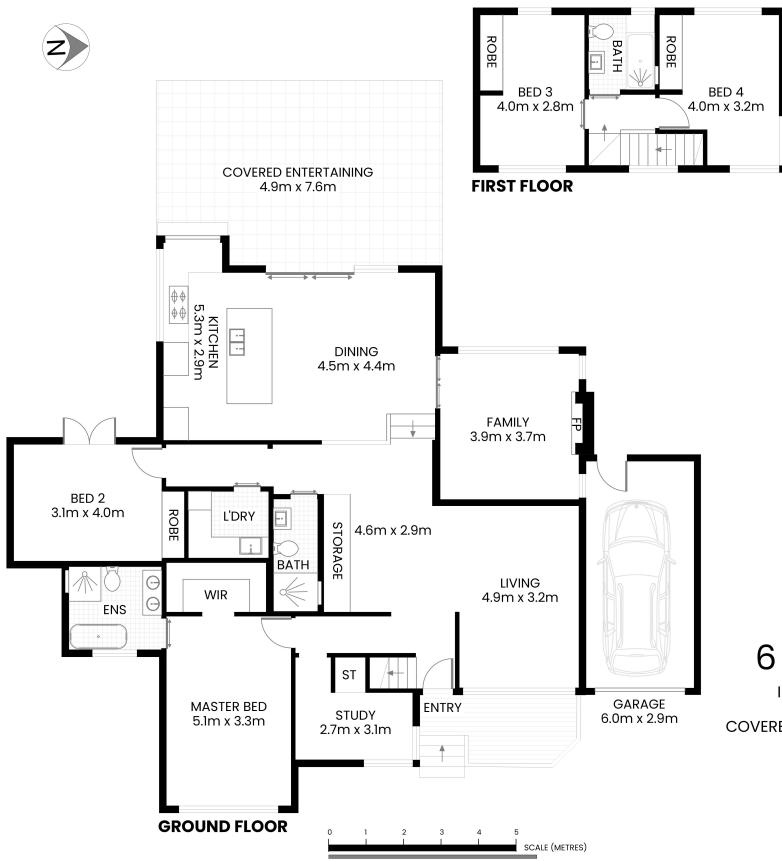 N
ROBE
BATH
ROBE
BED 3
4.0m x 2.8m
BED 4
4.0m x 3.2m
FIRST FLOOR
COVERED ENTERTAINING
4.9m x 7.6m
KITCHEN
5.3m x 2.9m
DINING
4.5m x 4.4m
FAMILY
3.9m x 3.7m
FP
BED 2
3.1m x 4.0m
ROBE
L'DRY
BATH
STORAGE
4.6m x 2.9m
ENS
WIR
LIVING
4.9m x 3.2m
MASTER BED
5.1m x 3.3m
ST
STUDY
2.7m x 3.1m
ENTRY
GARAGE
6.0m x 2.9m
6
I
COVERE
GROUND FLOOR
0 1 2 3 4 5
SCALE (METRES)